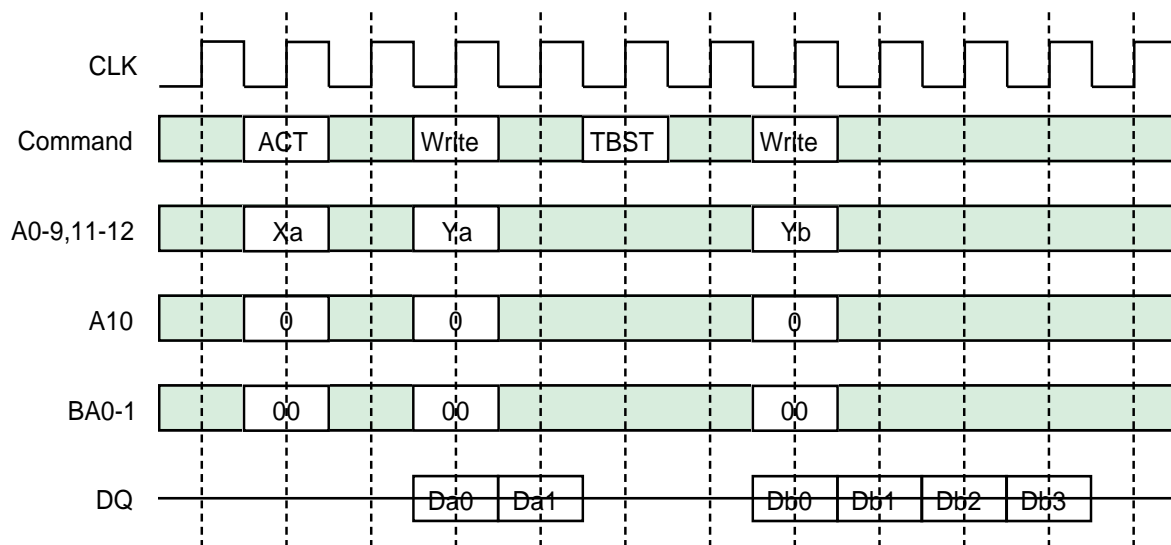 CLK
Command ACT Write TBST Write
A0-9,11-12 Xa Ya Yb
A10 0 0 0
BA0-1 00 00 00
DQ Da0 Da1 Db0 Db1 Db2 Db3